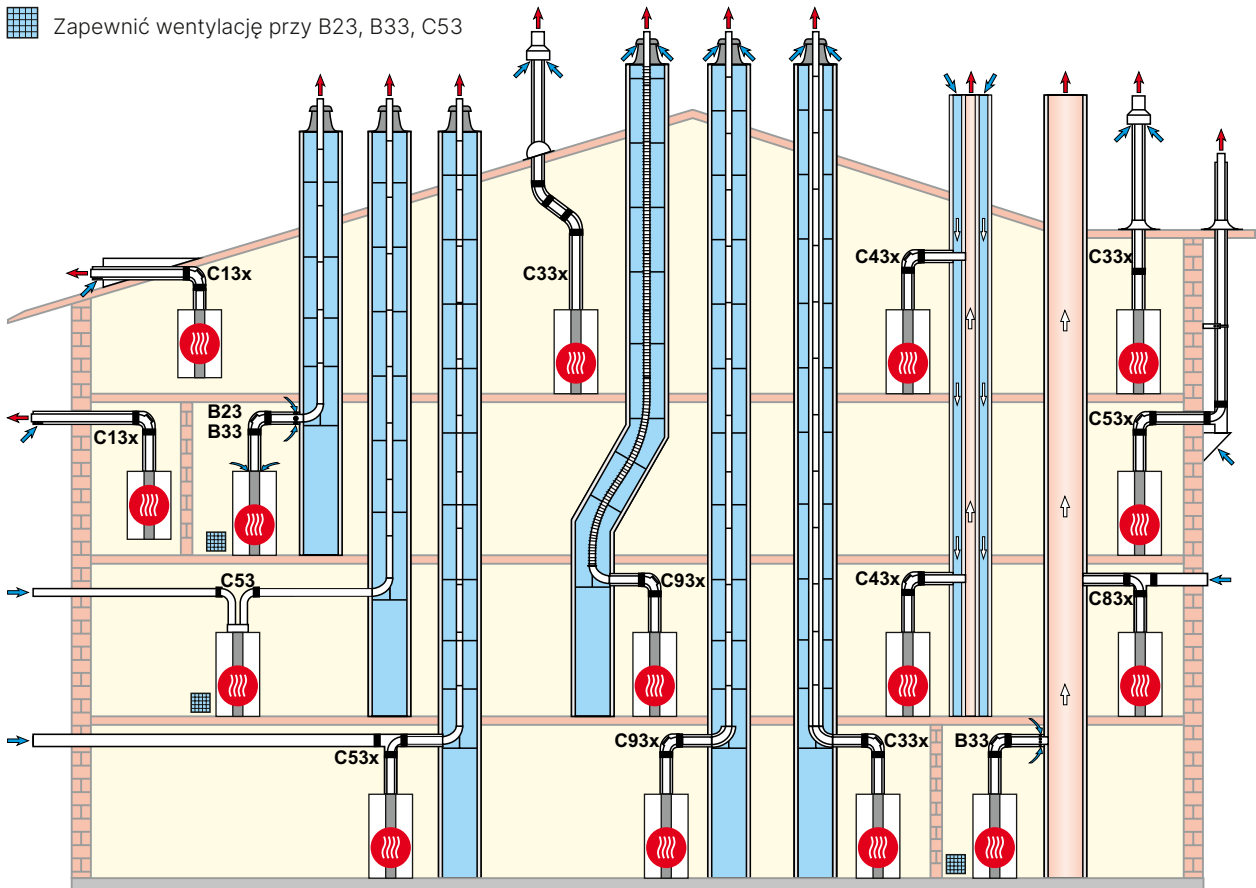 Zapewnić wentylację przy B23, B33, C53
C13x
C33x
C43x
C33x
C13x
B23
B33
C53x
C53
C93x
C43x
C83x
C53x
C93x
C33x
B33